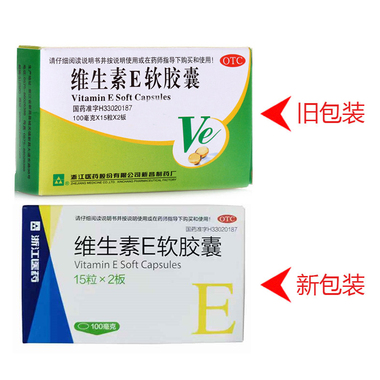 请仔细阅读说明书并按说明使用或在药师指导下购买和使用!
OTC
维生素E软胶囊
Vitamin E Soft Capsules
国药准字H33020187
100毫克X15粒X2板
Ve
浙江医药股份有限公司新昌制药厂
旧包装
请仔细阅读说明书并按说明使用或在药师指导下购买和使用!
OTC
国药准字H33020187
浙江医药
维生素E软胶囊
Vitamin E Soft Capsules
15粒×2板
E
100毫克
新包装